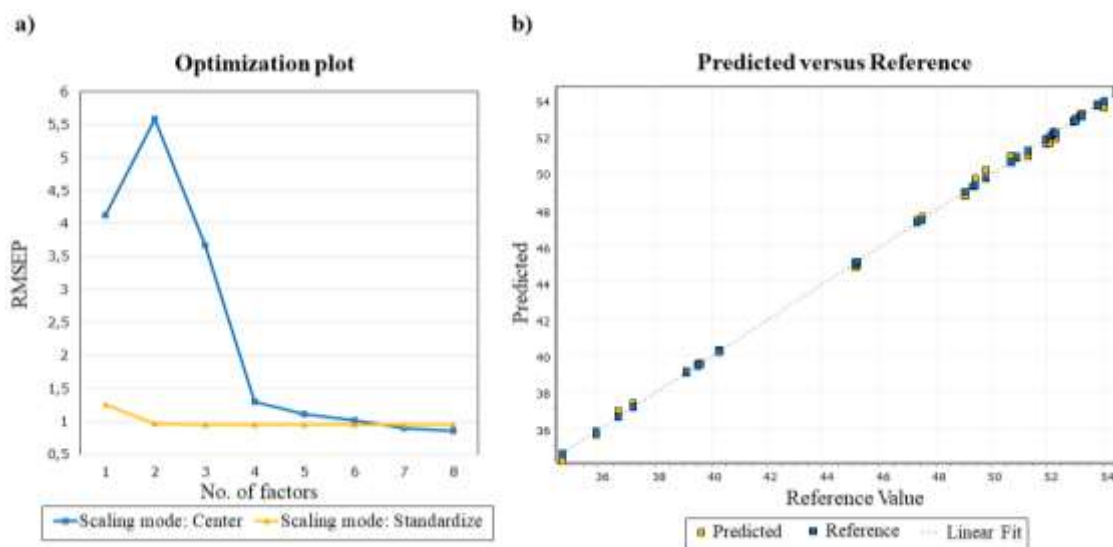 a)
Optimization plot
6
5,5
5
4,5
4
3,5
3
2,5
2
1,5
1
0,5
RMSEP
1 2 3 4 5 6 7 8
No. of factors
Scaling mode: Center Scaling mode: Standardize
b)
Predicted versus Reference
54
52
50
48
46
44
42
40
38
36
Predicted
36 38 40 42 44 46 48 50 52 54
Reference Value
Predicted Reference Linear Fit